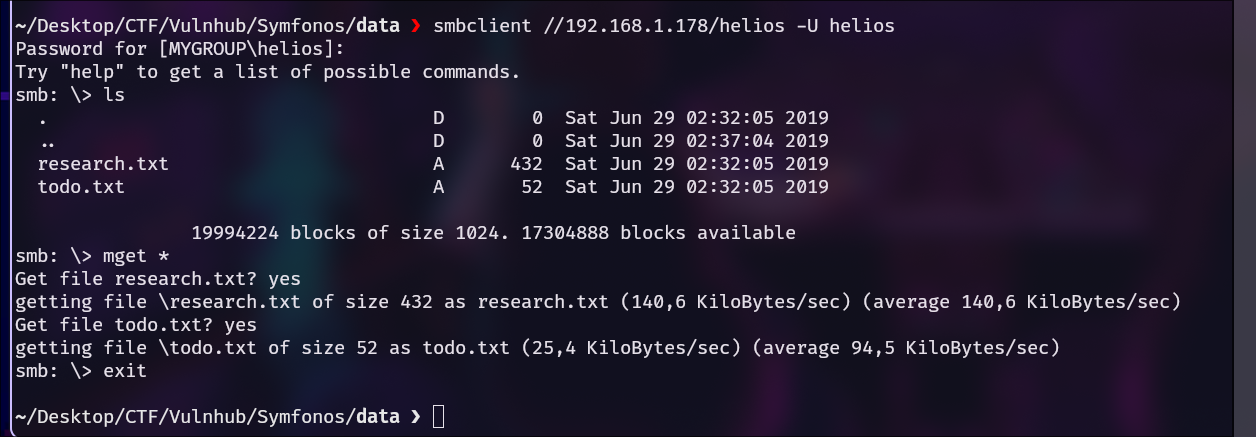 ~/Desktop/CTF/Vulnhub/Symfonos/data ❯ smbclient //192.168.1.178/helios -U helios
Password for [MYGROUP\helios]:
Try "help" to get a list of possible commands.
smb: \> ls
  .                                   D        0  Sat Jun 29 02:32:05 2019
  ..                                  D        0  Sat Jun 29 02:37:04 2019
  research.txt                        A      432  Sat Jun 29 02:32:05 2019
  todo.txt                            A       52  Sat Jun 29 02:32:05 2019
                19994224 blocks of size 1024. 17304888 blocks available
smb: \> mget *
Get file research.txt? yes
getting file \research.txt of size 432 as research.txt (140,6 KiloBytes/sec) (average 140,6 KiloBytes/sec)
Get file todo.txt? yes
getting file \todo.txt of size 52 as todo.txt (25,4 KiloBytes/sec) (average 94,5 KiloBytes/sec)
smb: \> exit
~/Desktop/CTF/Vulnhub/Symfonos/data ❯